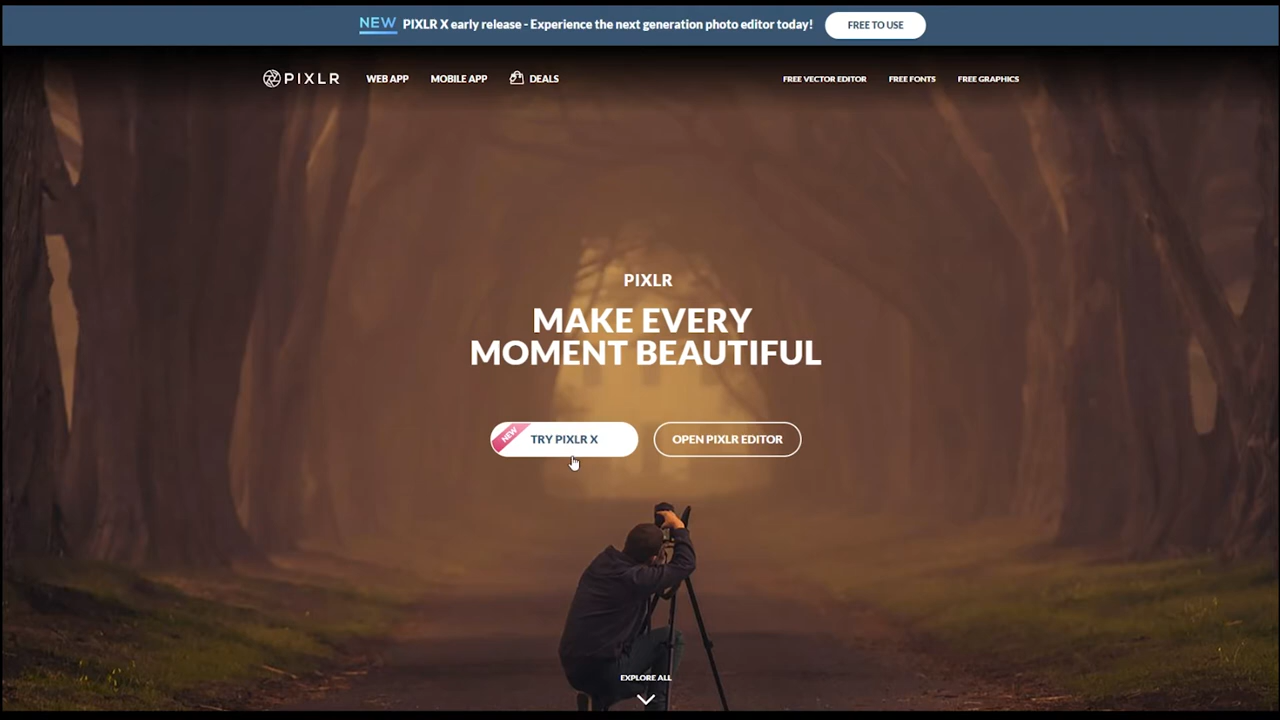 NEW PIXLR X early release - Experience the next generation photo editor today! FREE TO USE
PIXLR WEB APP MOBILE APP DEALS FREE VECTOR EDITOR FREE FONTS FREE GRAPHICS
PIXLR
MAKE EVERY
MOMENT BEAUTIFUL
NEW TRY PIXLR X OPEN PIXLR EDITOR
EXPLORE ALL